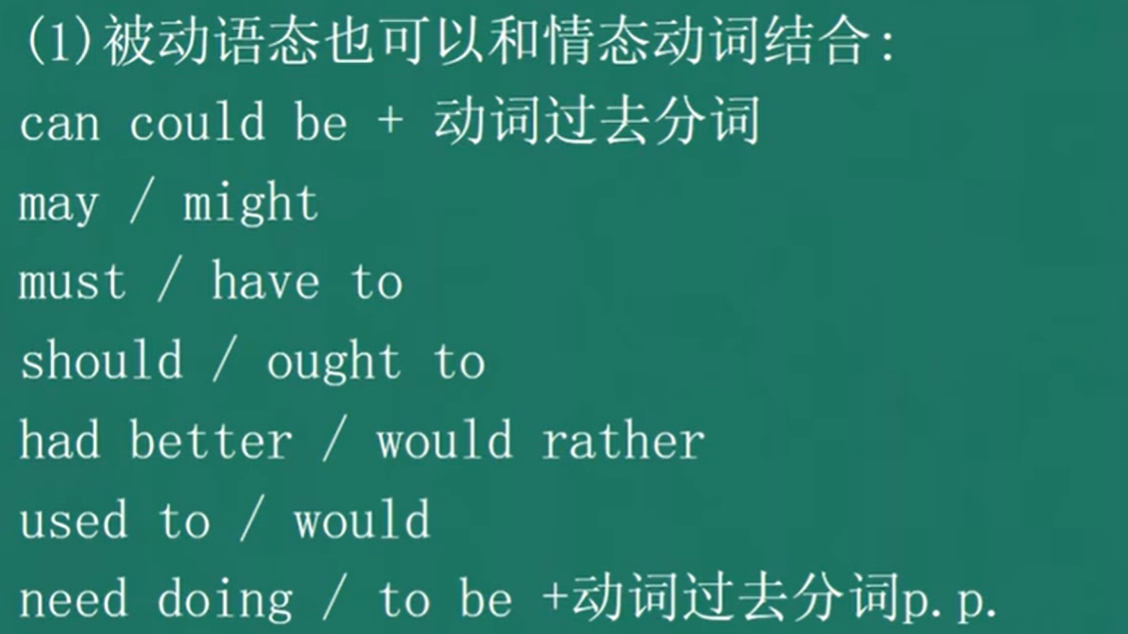 (1)被动语态也可以和情态动词结合:
can could be + 动词过去分词
may / might
must / have to
should / ought to
had better / would rather
used to / would
need doing / to be +动词过去分词p.p.